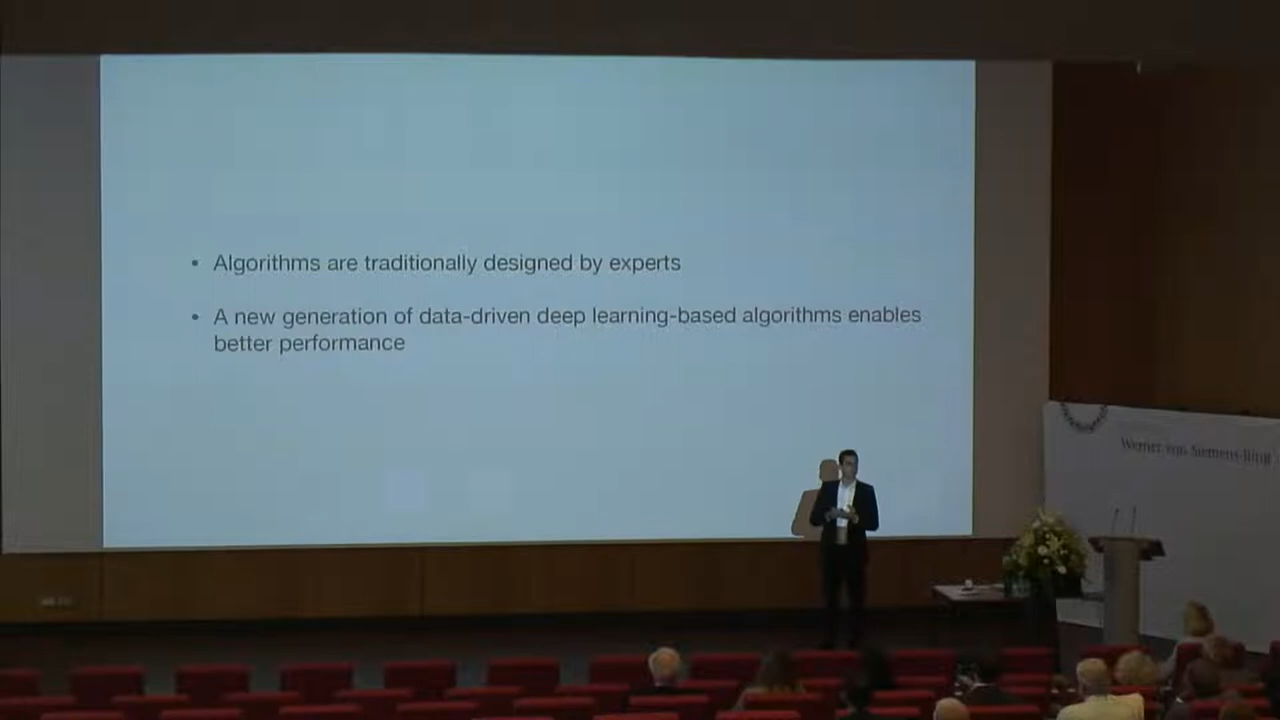 • Algorithms are traditionally designed by experts
• A new generation of data-driven deep learning-based algorithms enables
better performance
Werner von Siemens-Ring